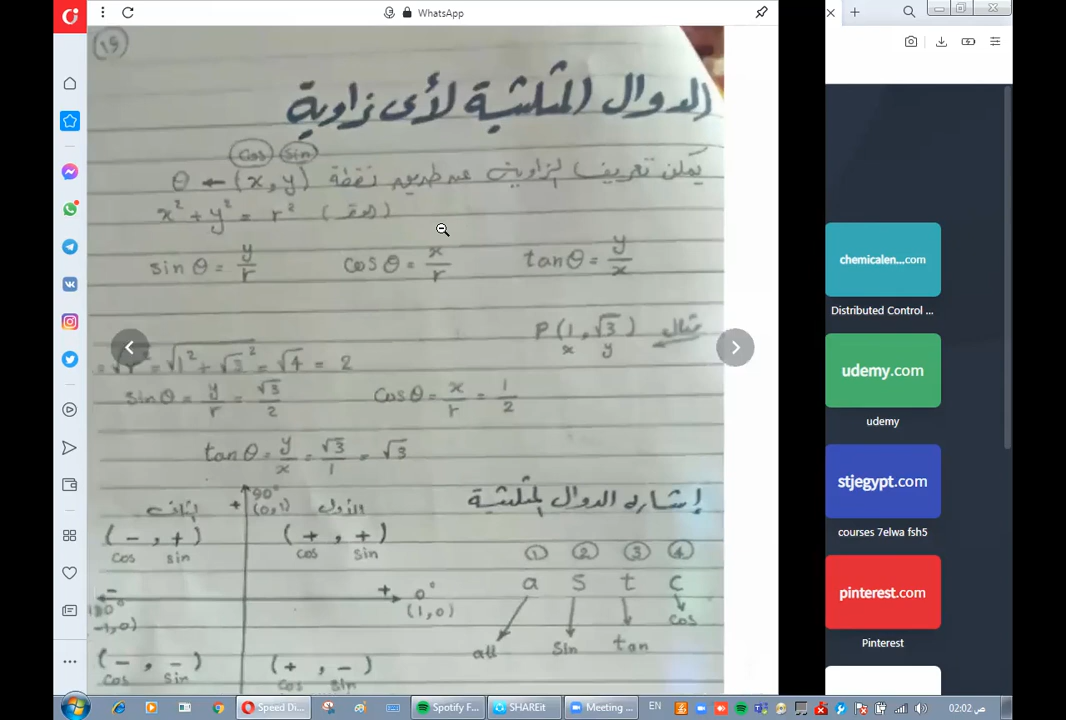 WhatsApp
(19)
الدوال المثلثية لأى زاوية
cos sin
يمكن تعريف الزاوية عن طريق نقطة (x, y) ← θ
x² + y² = r²
sin θ = y/r cos θ = x/r tan θ = y/x
مثال P(1, √3)
x y
= √1² + √3² = √4 = 2
sin θ = y/r = √3/2 cos θ = x/r = 1/2
tan θ = y/x = √3/1 = √3
إشاره الدوال المثلثية
+ 90°
(0,1)
الأول
(- , +) (+ , +)
cos sin cos sin
① ② ③ ④
a S t C
all sin tan cos
- + 0°
180° (1,0)
-1,0)
(- , -) (+ , -)
cos sin cos sin
chemicalen...com
Distributed Control ...
udemy.com
udemy
stjegypt.com
courses 7elwa fsh5
pinterest.com
Pinterest
Speed Di...
Spotify F...
SHAREit
Meeting ...
EN
02:02 ص